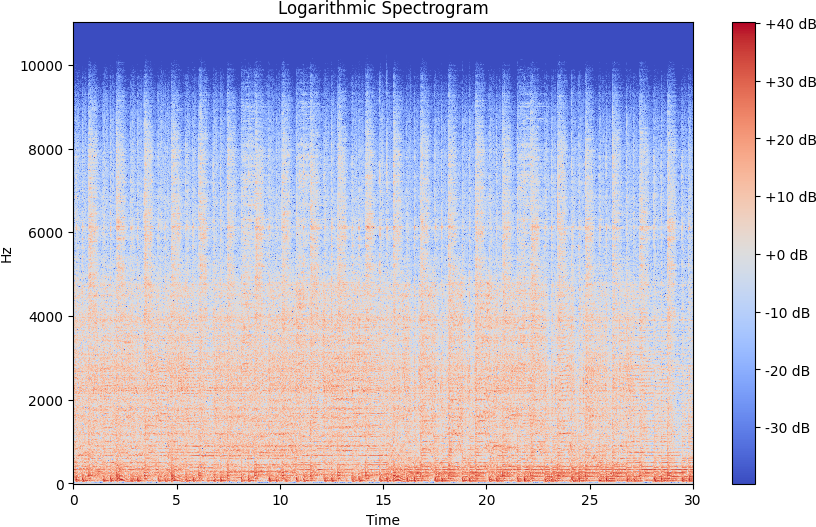 Logarithmic Spectrogram
Hz
10000
8000
6000
4000
2000
0
0 5 10 15 20 25 30
Time
+40 dB
+30 dB
+20 dB
+10 dB
+0 dB
-10 dB
-20 dB
-30 dB